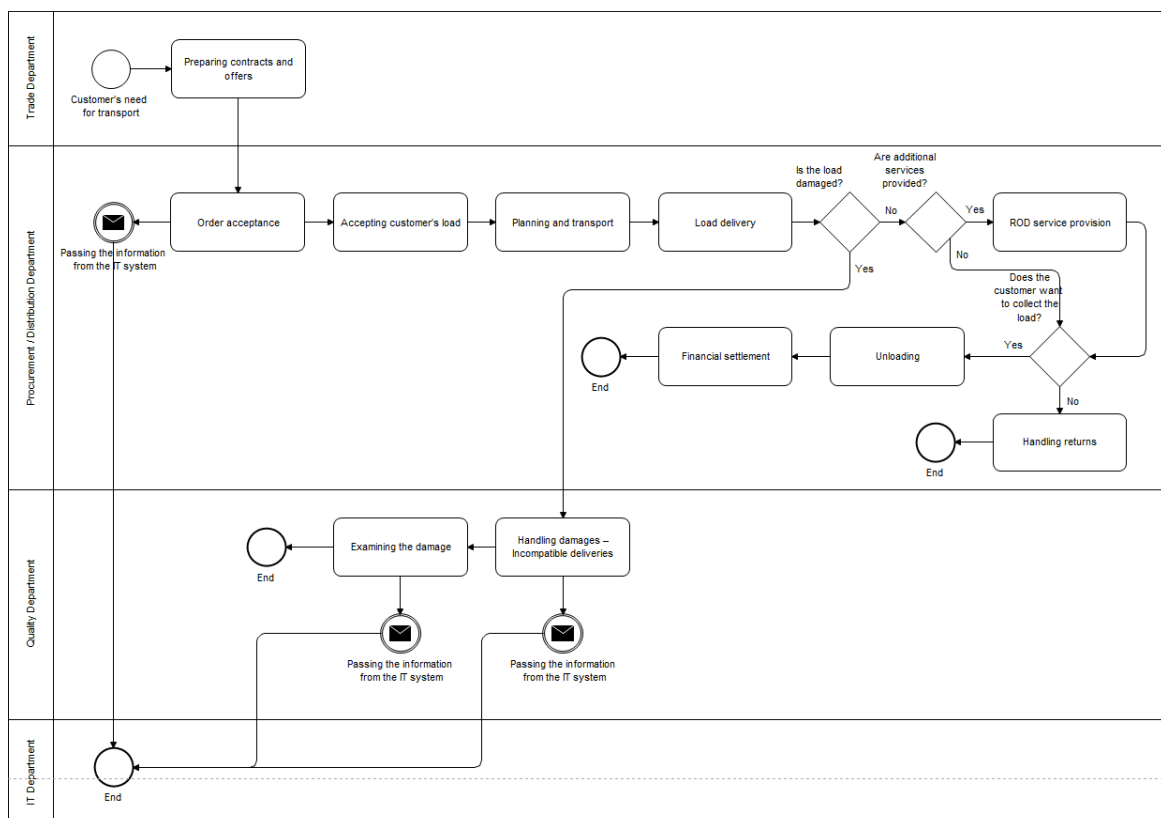 Trade Department
Preparing contracts and
offers
Customer's need
for transport
Procurement / Distribution Department
Is the load
damaged?
Are additional
services
provided?
Order acceptance
Accepting customer's load
Planning and transport
Load delivery
No
Yes
ROD service provision
Passing the information
from the IT system
Yes
No
Does the
customer want
to collect the
load?
End
Financial settlement
Unloading
Yes
No
Handling returns
End
Quality Department
Examining the damage
Handling damages –
Incompatible deliveries
End
Passing the information
from the IT system
Passing the information
from the IT system
IT Department
End